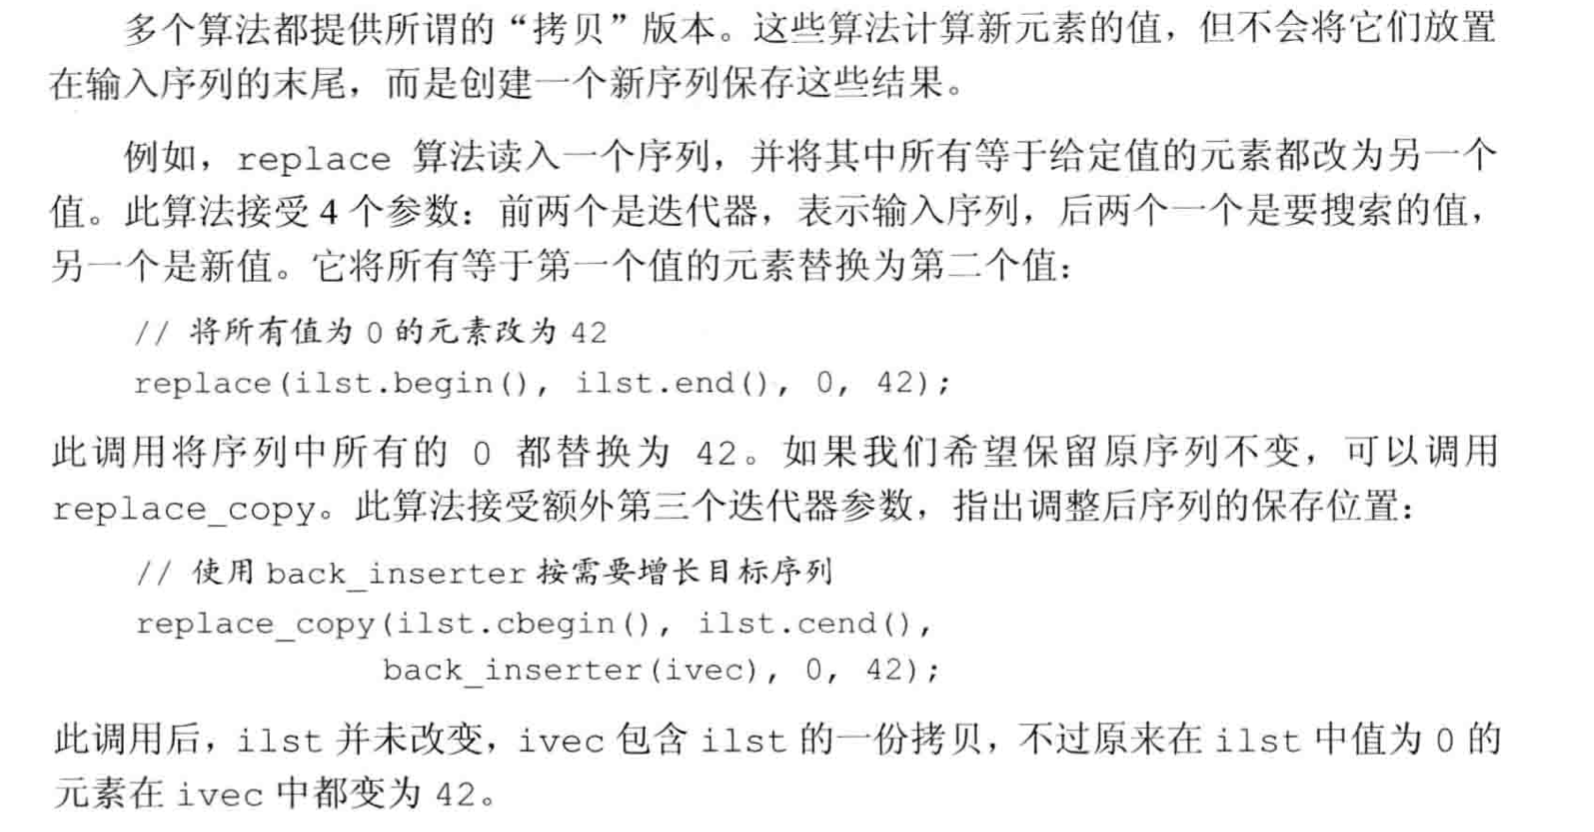 多个算法都提供所谓的“拷贝”版本。这些算法计算新元素的值，但不会将它们放置
在输入序列的末尾，而是创建一个新序列保存这些结果。
例如，replace 算法读入一个序列，并将其中所有等于给定值的元素都改为另一个
值。此算法接受 4 个参数：前两个是迭代器，表示输入序列，后两个一个是要搜索的值，
另一个是新值。它将所有等于第一个值的元素替换为第二个值：
// 将所有值为 0 的元素改为 42
replace(ilst.begin(), ilst.end(), 0, 42);
此调用将序列中所有的 0 都替换为 42。如果我们希望保留原序列不变，可以调用
replace_copy。此算法接受额外第三个迭代器参数，指出调整后序列的保存位置：
// 使用 back_inserter 按需要增长目标序列
replace_copy(ilst.cbegin(), ilst.cend(),
back_inserter(ivec), 0, 42);
此调用后，ilst 并未改变，ivec 包含 ilst 的一份拷贝，不过原来在 ilst 中值为 0 的
元素在 ivec 中都变为 42。